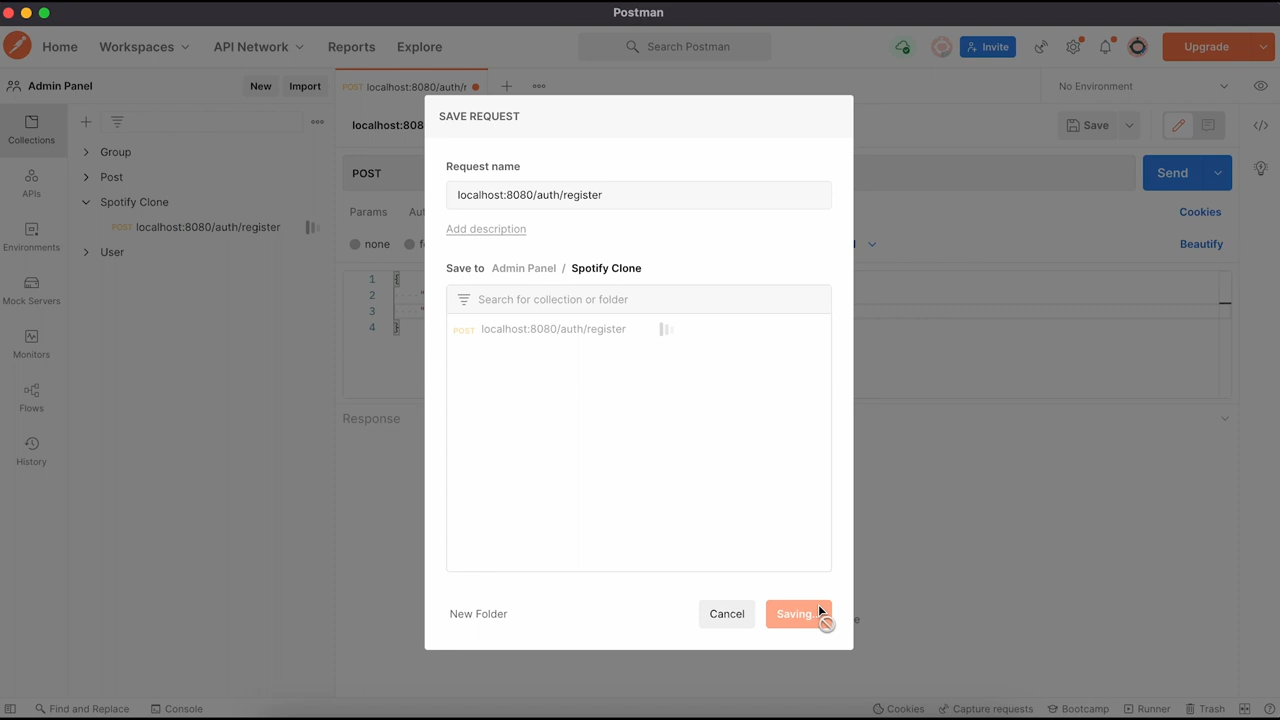 Postman
Home Workspaces API Network Reports Explore Search Postman Invite Upgrade
Admin Panel New Import POST localhost:8080/auth/r No Environment
Collections
APIs
Environments
Mock Servers
Monitors
Flows
History
Group
Post
Spotify Clone
POST localhost:8080/auth/register
User
localhost:808 Save
POST Send
Params Aut Cookies
none f l Beautify
1 {
2 "
3 "
4 }
Response
SAVE REQUEST
Request name
localhost:8080/auth/register
Add description
Save to Admin Panel / Spotify Clone
Search for collection or folder
POST localhost:8080/auth/register
New Folder Cancel Saving...
e
Find and Replace Console Cookies Capture requests Bootcamp Runner Trash